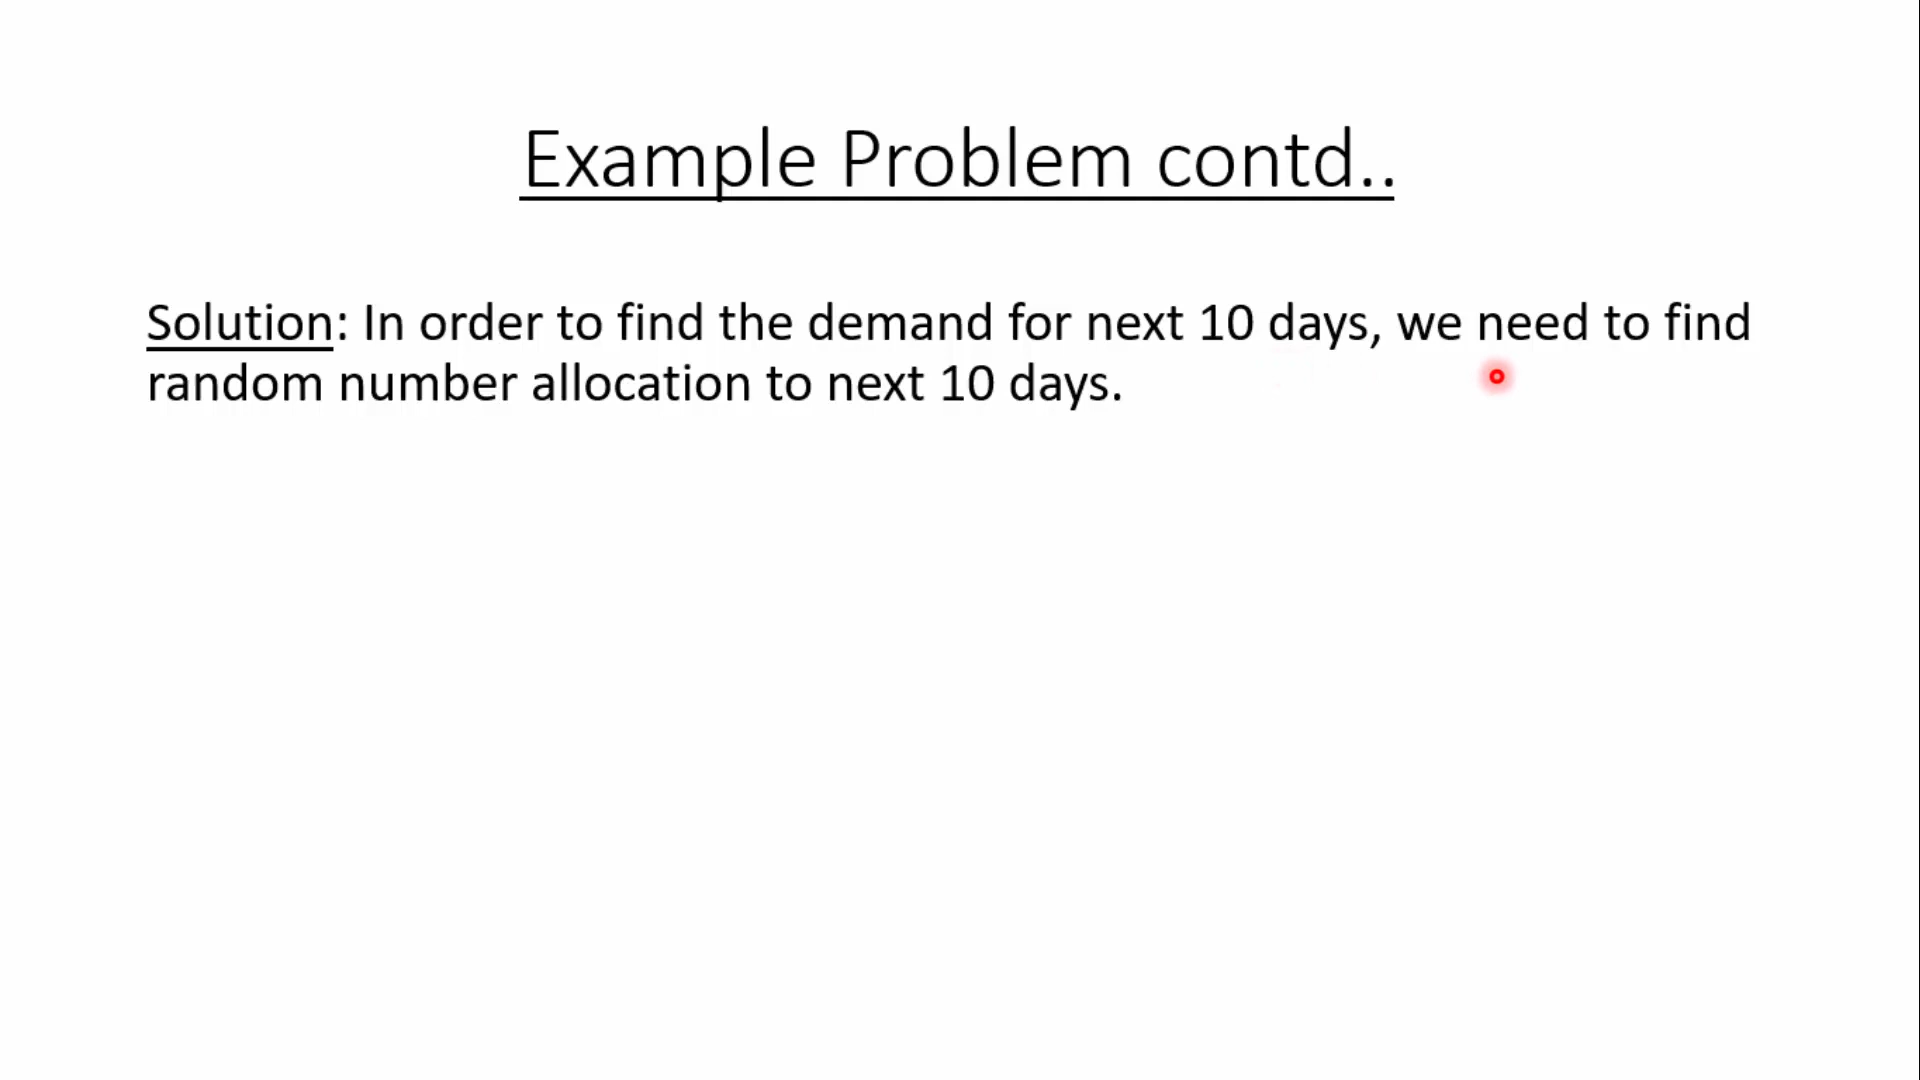 Example Problem contd..
Solution: In order to find the demand for next 10 days, we need to find
random number allocation to next 10 days.